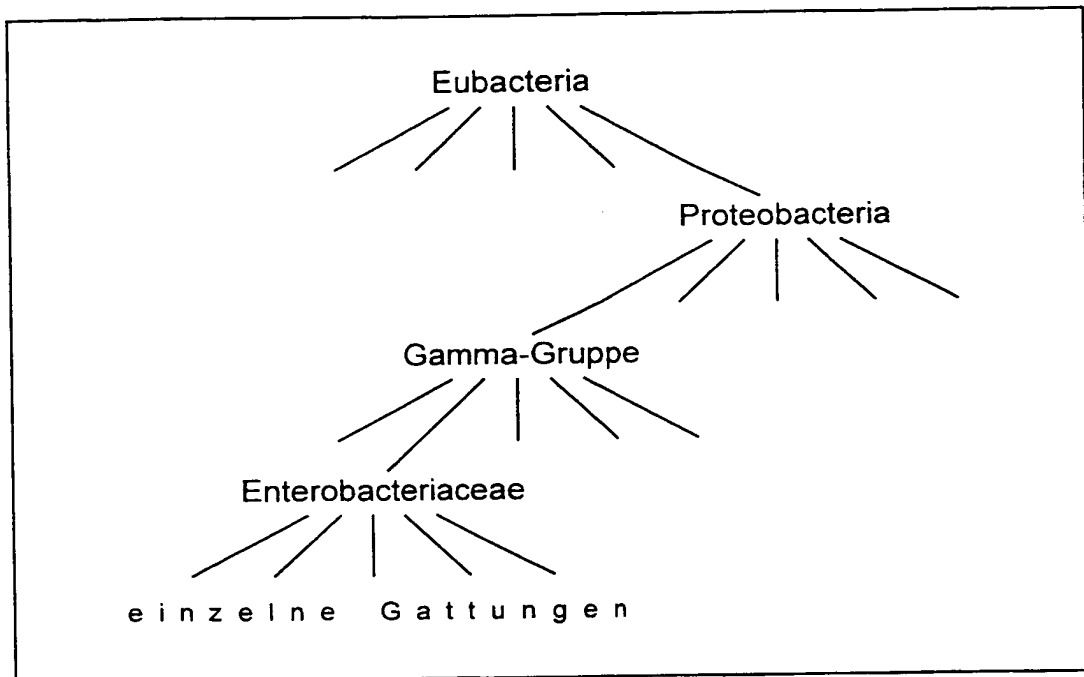 Eubacteria
Proteobacteria
Gamma-Gruppe
Enterobacteriaceae
einzelne Gattungen